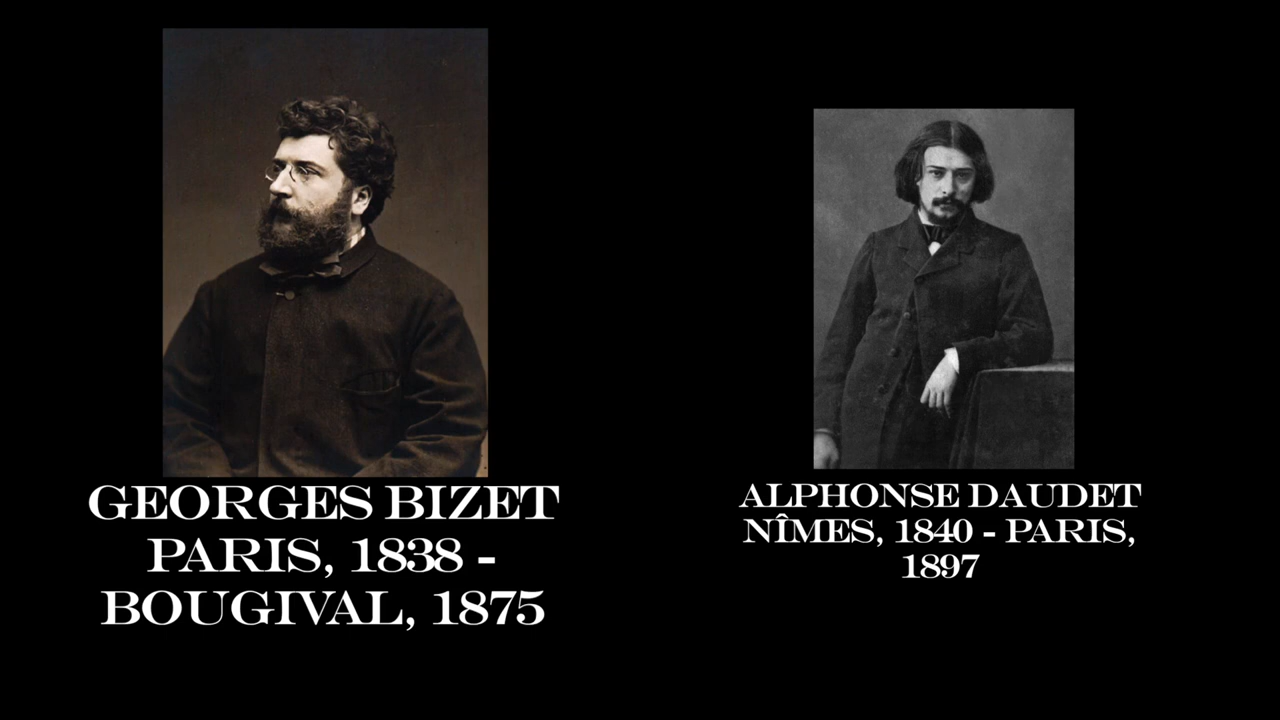 GEORGES BIZET
PARIS, 1838 -
BOUGIVAL, 1875
ALPHONSE DAUDET
NÎMES, 1840 - PARIS,
1897